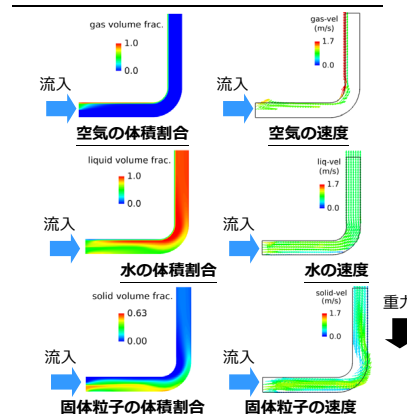 gas volume frac.
1.0
0.0
流入
空気の体積割合
gas-vel
(m/s)
1.7
0.0
流入
空気の速度
liquid volume frac.
1.0
0.0
流入
水の体積割合
liq-vel
(m/s)
1.7
0.0
流入
水の速度
solid volume frac.
0.63
0.00
流入
固体粒子の体積割合
solid-vel
(m/s)
1.7
0.0
流入
固体粒子の速度
重力